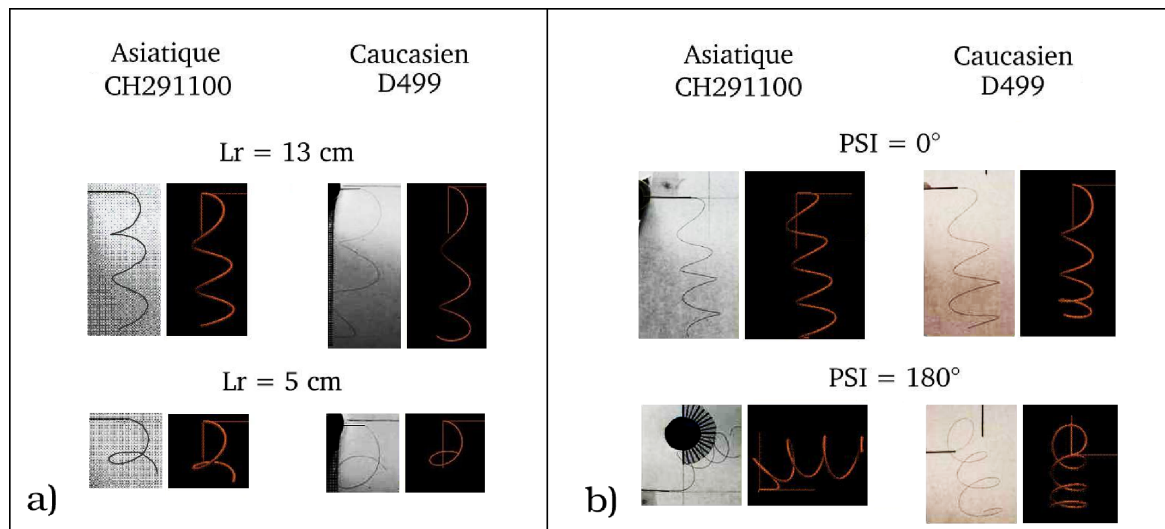 Asiatique
CH291100
Caucasien
D499
Lr = 13 cm
Lr = 5 cm
a)
Asiatique
CH291100
Caucasien
D499
PSI = 0°
PSI = 180°
b)